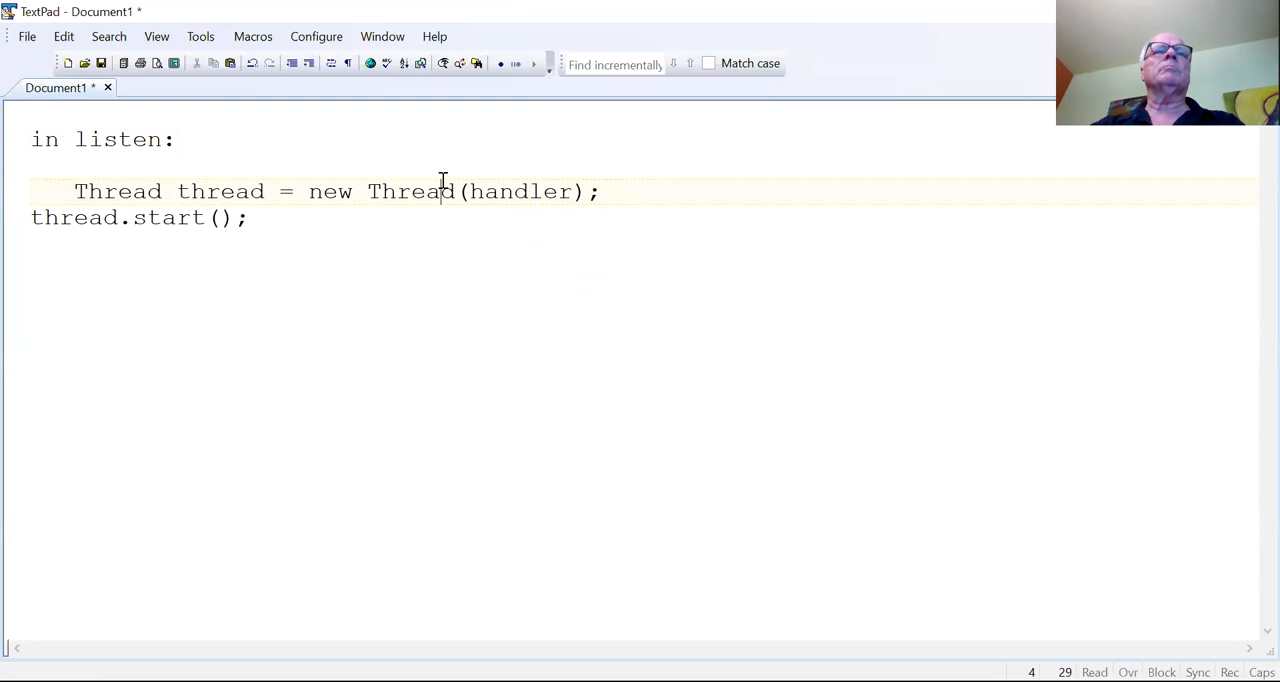 TextPad - Document1 *
File Edit Search View Tools Macros Configure Window Help
Find incrementally Match case
Document1 *
in listen:
Thread thread = new Thread(handler);
thread.start();
4 29 Read Ovr Block Sync Rec Caps